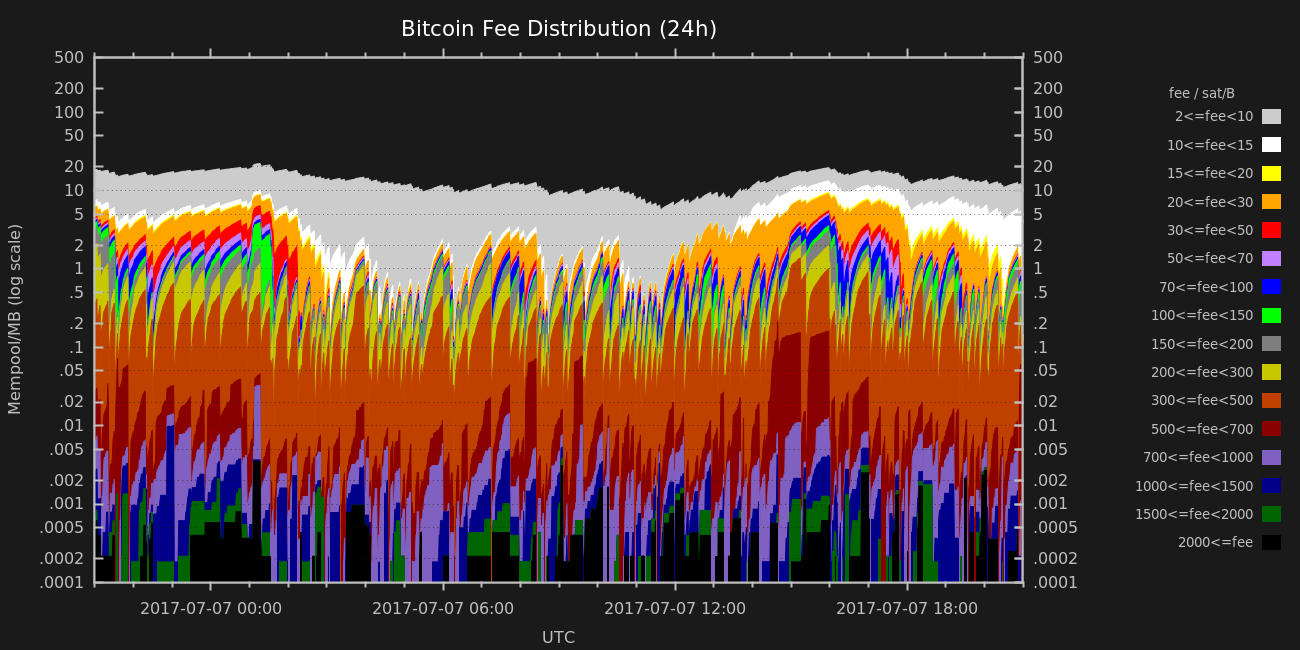 Bitcoin Fee Distribution (24h)
500
200
100
50
20
10
5
2
1
.5
.2
.1
.05
.02
.01
.005
.002
.001
.0005
.0002
.0001
Mempool/MB (log scale)
500
200
100
50
20
10
5
2
1
.5
.2
.1
.05
.02
.01
.005
.002
.001
.0005
.0002
.0001
2017-07-07 00:00
2017-07-07 06:00
2017-07-07 12:00
2017-07-07 18:00
UTC
fee / sat/B
2<=fee<10
10<=fee<15
15<=fee<20
20<=fee<30
30<=fee<50
50<=fee<70
70<=fee<100
100<=fee<150
150<=fee<200
200<=fee<300
300<=fee<500
500<=fee<700
700<=fee<1000
1000<=fee<1500
1500<=fee<2000
2000<=fee